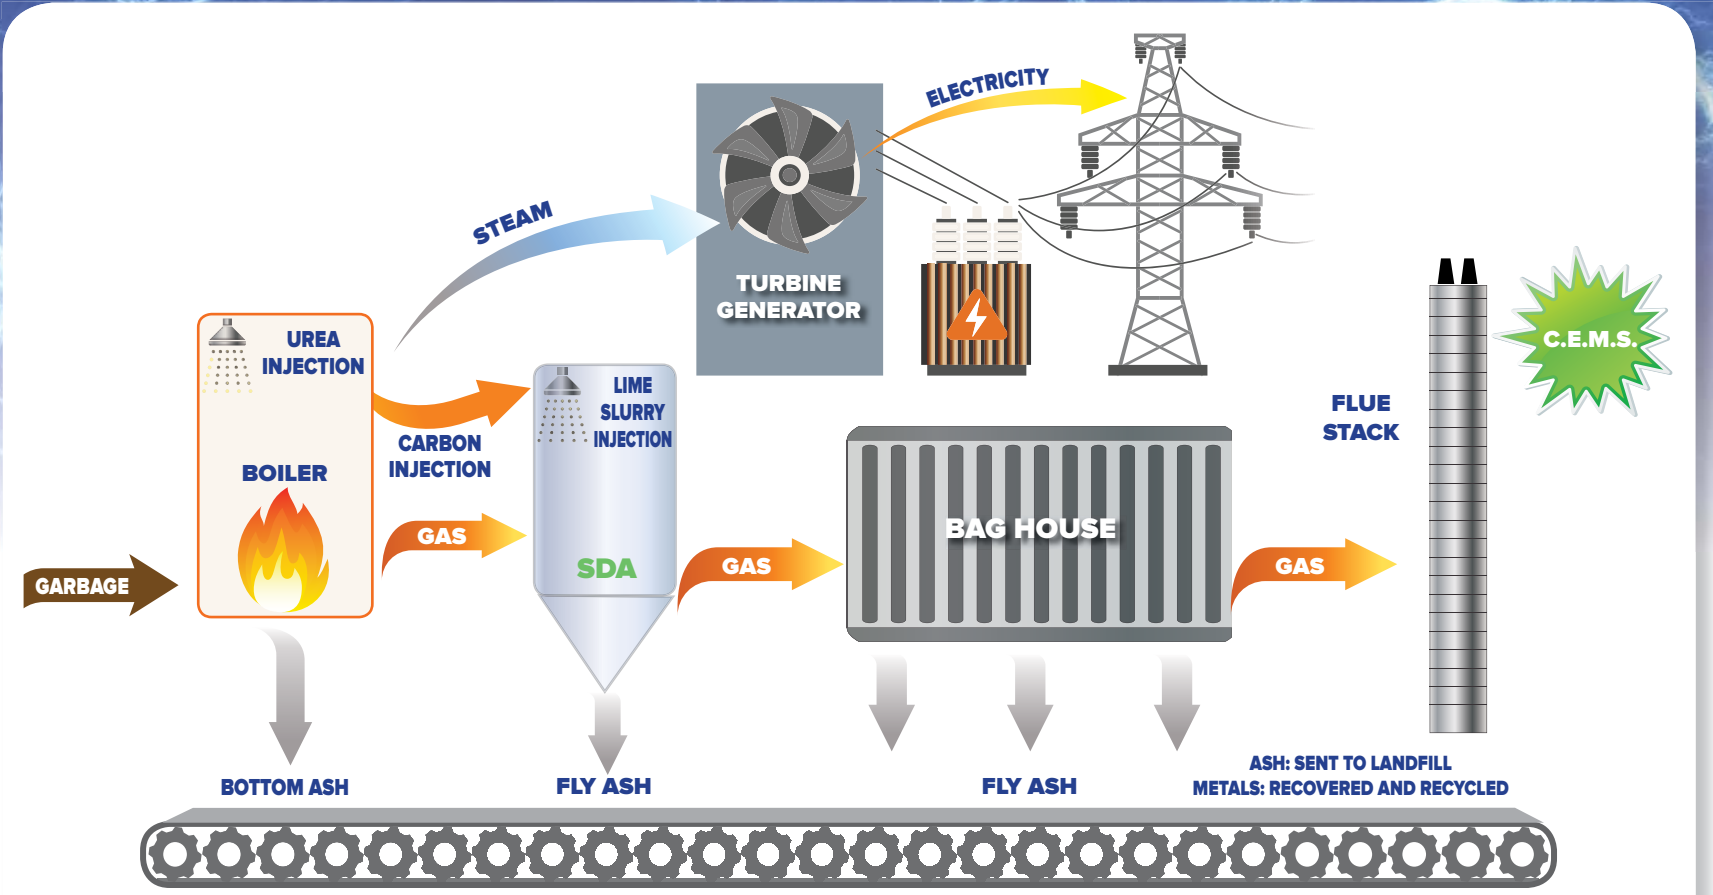 ELECTRICITY
STEAM
TURBINE
GENERATOR
UREA
INJECTION
C.E.M.S.
LIME
SLURRY
INJECTION
FLUE
STACK
CARBON
INJECTION
BOILER
GAS
BAG HOUSE
SDA
GAS
GAS
GARBAGE
BOTTOM ASH
FLY ASH
FLY ASH
ASH: SENT TO LANDFILL
METALS: RECOVERED AND RECYCLED